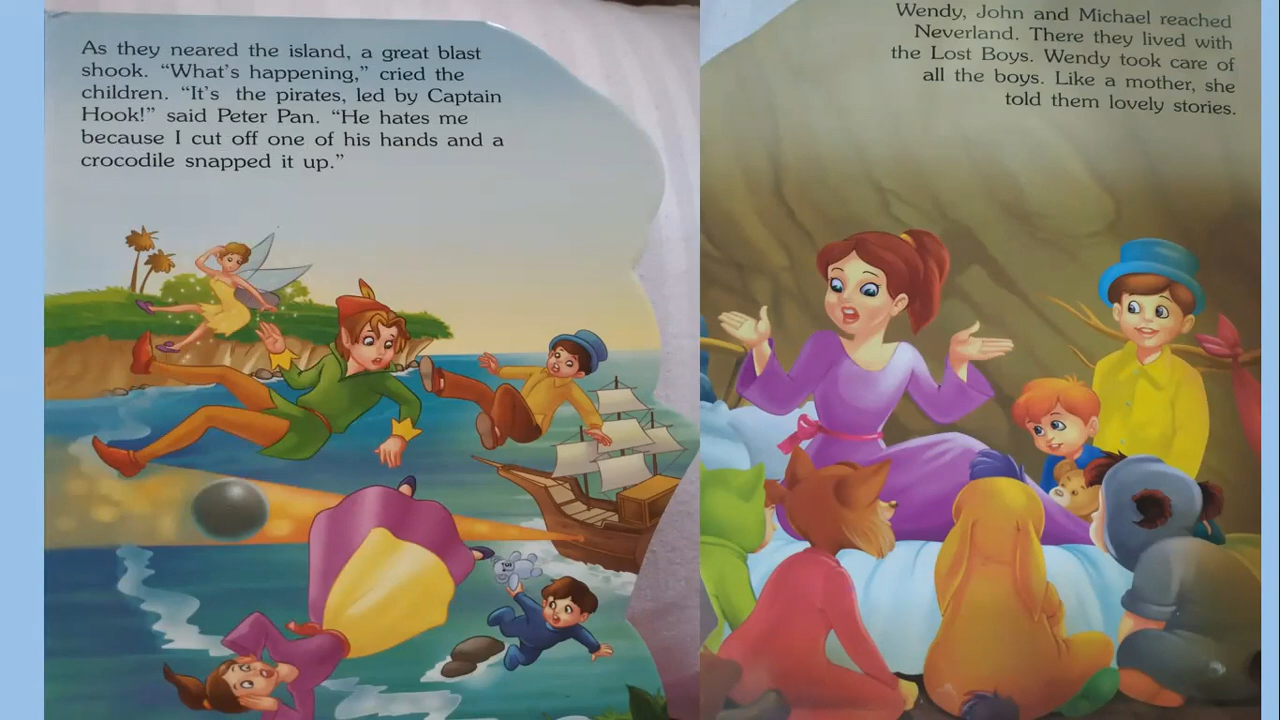 As they neared the island, a great blast
shook. “What’s happening,” cried the
children. “It’s the pirates, led by Captain
Hook!” said Peter Pan. “He hates me
because I cut off one of his hands and a
crocodile snapped it up.”
Wendy, John and Michael reached
Neverland. There they lived with
the Lost Boys. Wendy took care of
all the boys. Like a mother, she
told them lovely stories.